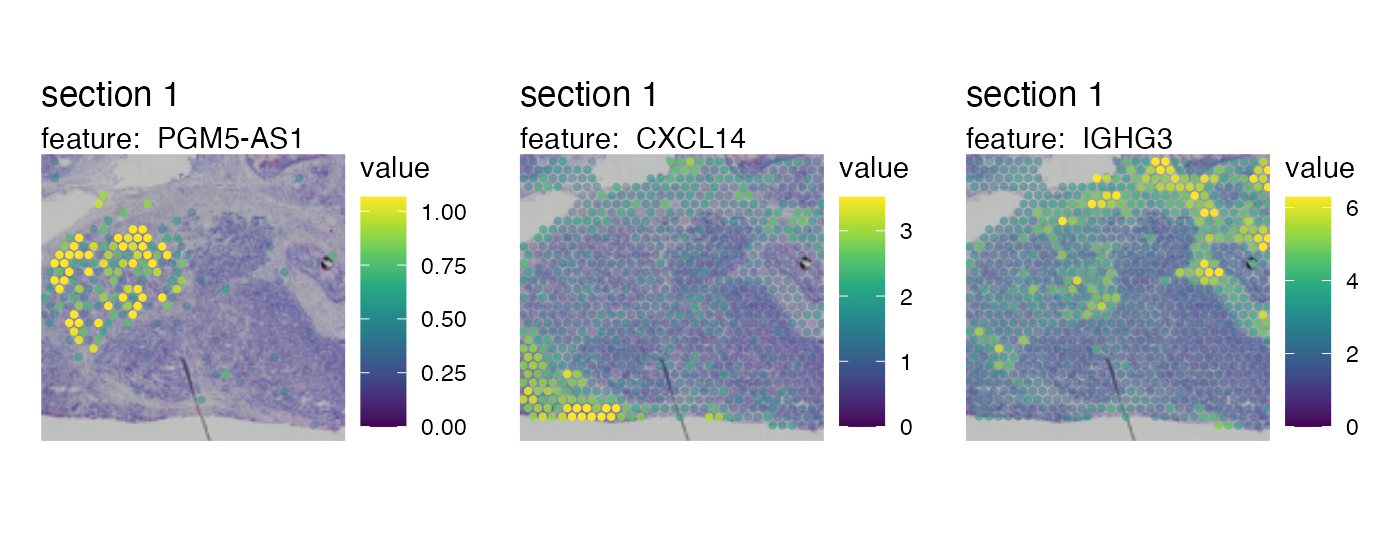 section 1
feature:  PGM5-AS1
value
1.00
0.75
0.50
0.25
0.00
section 1
feature:  CXCL14
value
3
2
1
0
section 1
feature:  IGHG3
value
6
4
2
0